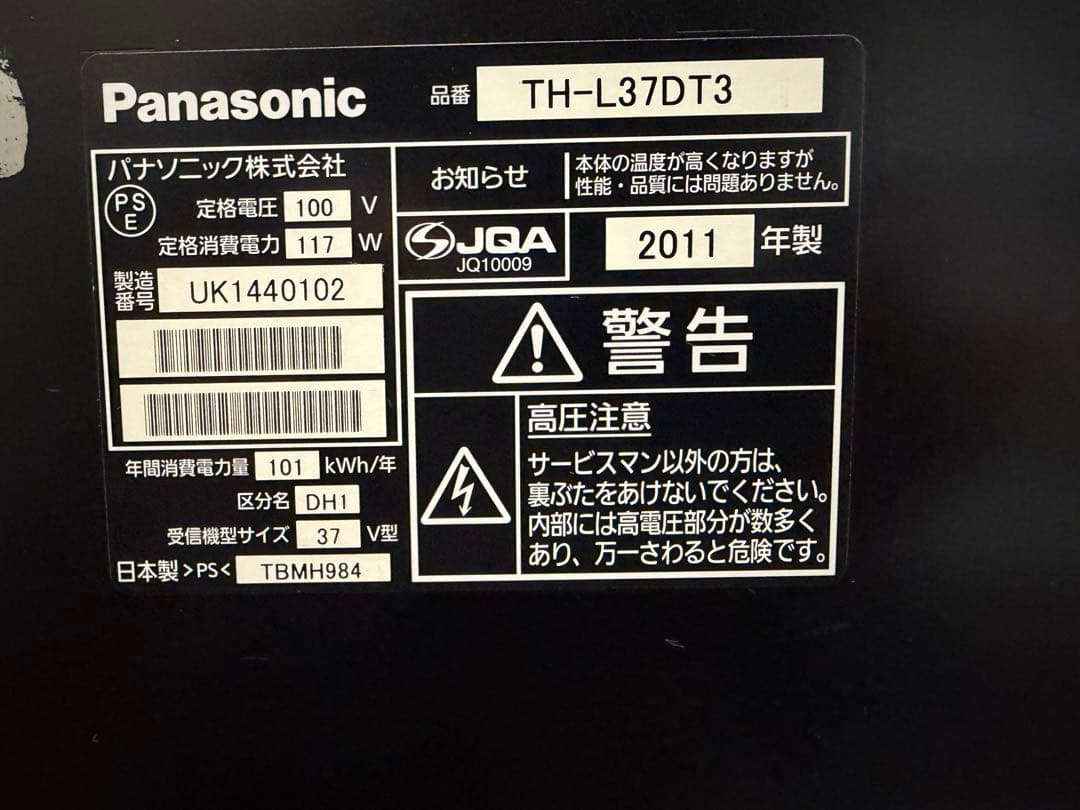 Panasonic
品番 TH-L37DT3
パナソニック株式会社
PS
E
定格電圧 100 V
定格消費電力 117 W
製造
番号 UK1440102
お知らせ
本体の温度が高くなりますが
性能・品質には問題ありません。
JQA
JQ10009
2011 年製
警告
高圧注意
サービスマン以外の方は、
裏ぶたをあけないでください。
内部には高電圧部分が数多く
あり、万一さわると危険です。
年間消費電力量 101 kWh/年
区分名 DH1
受信機型サイズ 37 V型
日本製 >PS< TBMH984